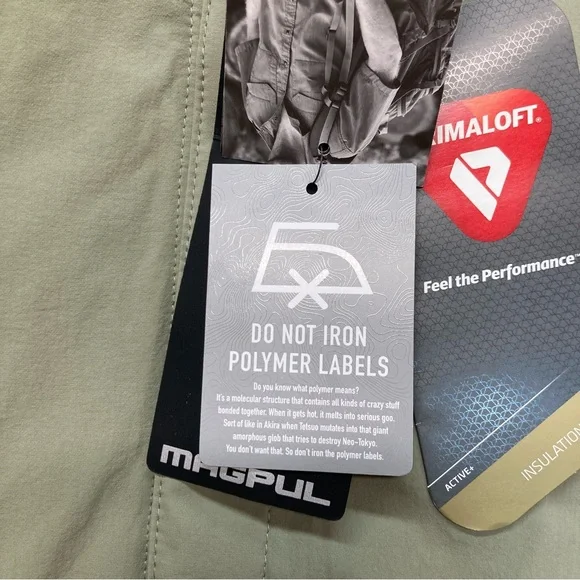 DO NOT IRON
POLYMER LABELS
Do you know what polymer means?
It's a molecular structure that contains all kinds of crazy stuff
bonded together. When it gets hot, it melts into serious goo.
Sort of like in Akira when Tetsuo mutates into that giant
amorphous glob that tries to destroy Neo-Tokyo.
You don't want that. So don't iron the polymer labels.
MAGPUL
IMALOFT®
Feel the Performance™
ACTIVE+
INSULATION